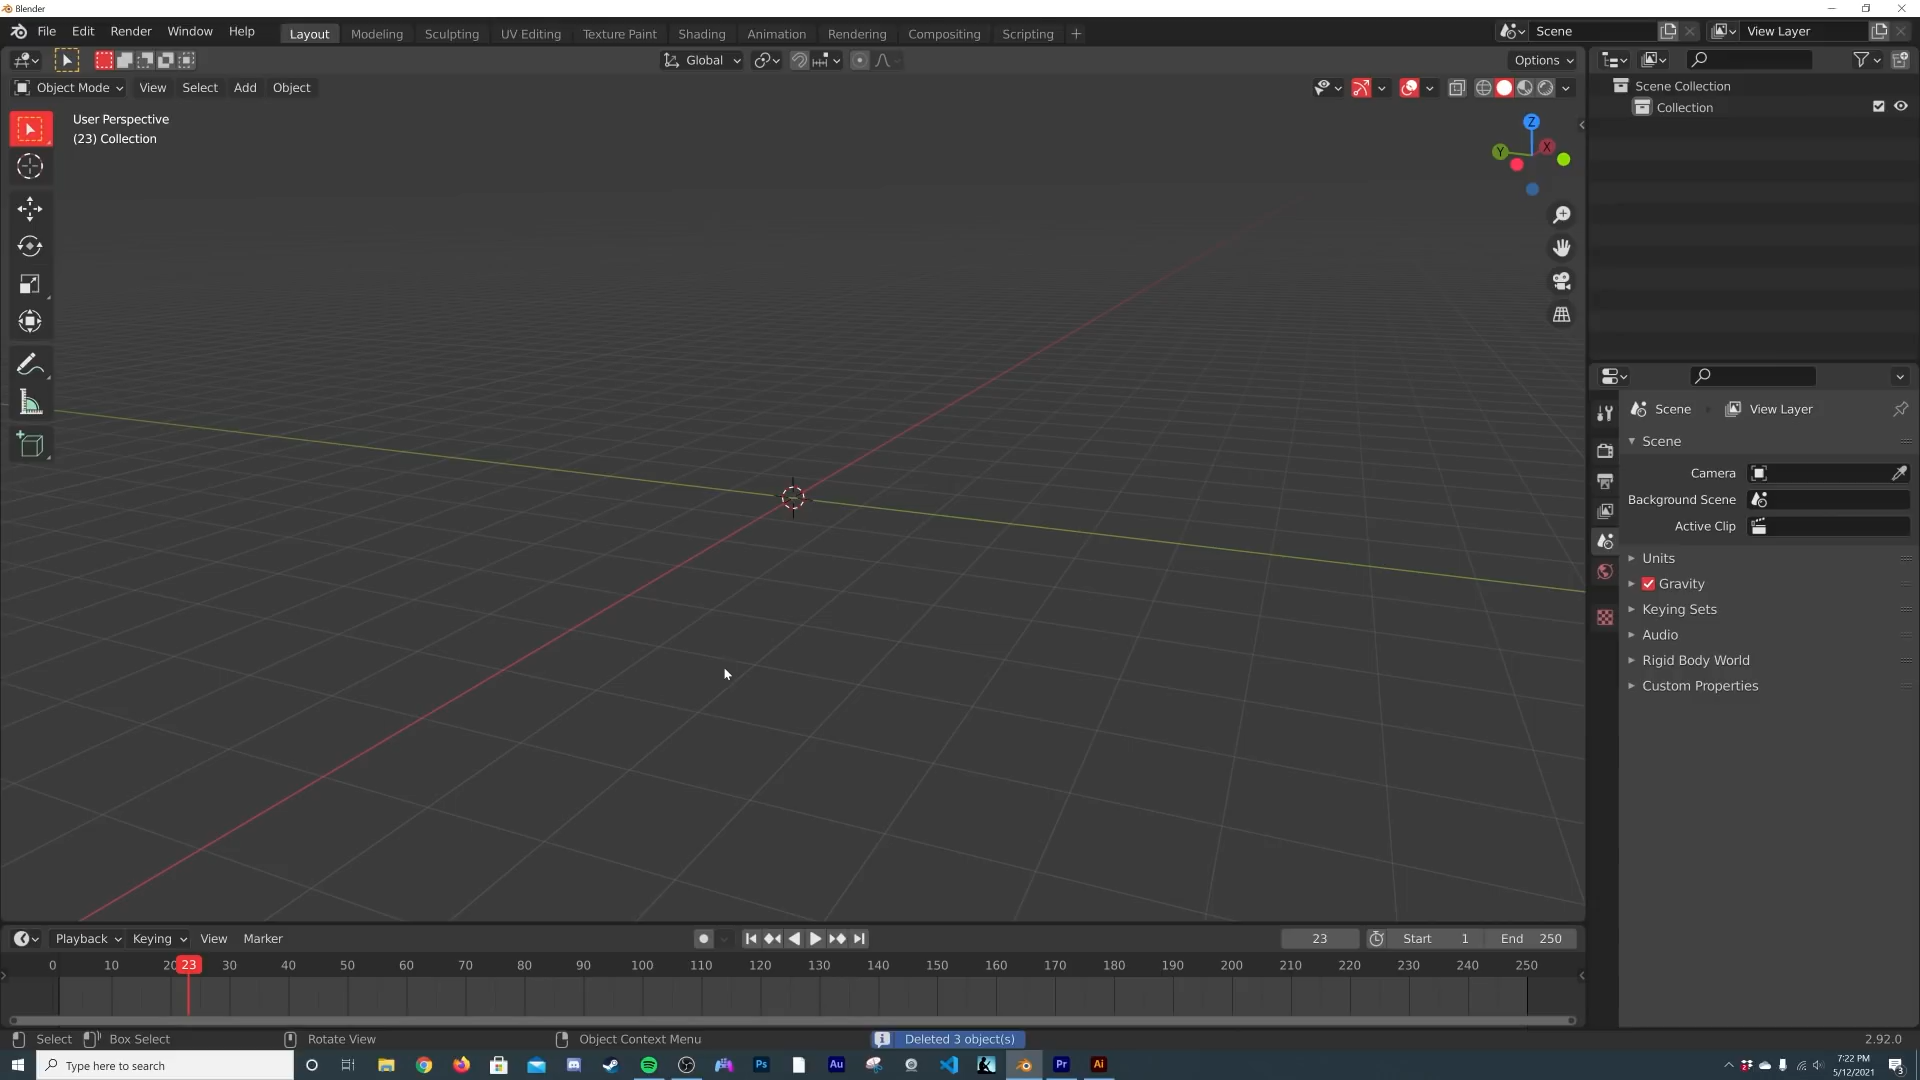 Blender
File Edit Render Window Help
Layout Modeling Sculpting UV Editing Texture Paint Shading Animation Rendering Compositing Scripting +
Scene
View Layer
Global
Options
Object Mode View Select Add Object
User Perspective
(23) Collection
Z
Y
X
Scene Collection
Collection
Scene View Layer
Scene
Camera
Background Scene
Active Clip
Units
Gravity
Keying Sets
Audio
Rigid Body World
Custom Properties
Playback Keying View Marker
23
Start 1
End 250
0 10 20 23 30 40 50 60 70 80 90 100 110 120 130 140 150 160 170 180 190 200 210 220 230 240 250
Select Box Select Rotate View Object Context Menu Deleted 3 object(s) 2.92.0
Type here to search
Ps
Au
Pr
Ai
7:22 PM
5/12/2021
3